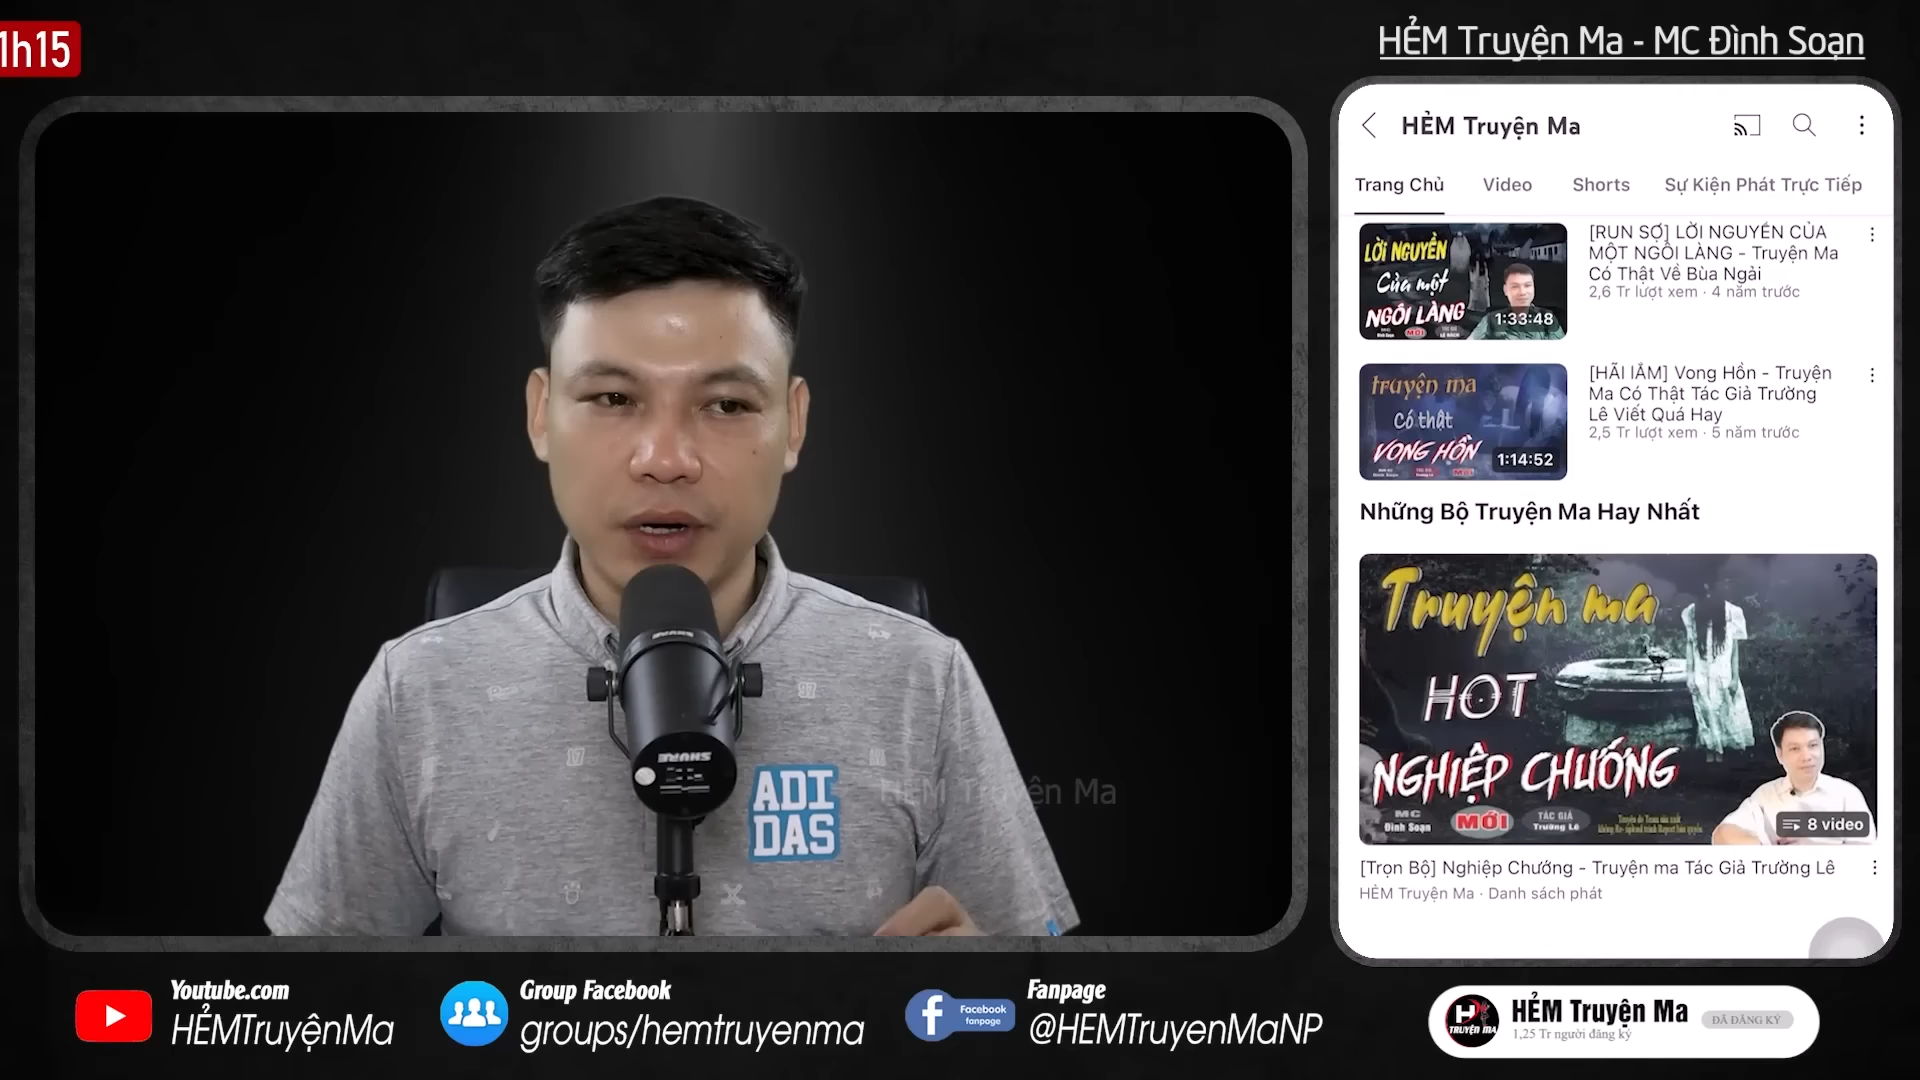 1h15
HẺM Truyện Ma - MC Đình Soạn
HẺM Truyện Ma
Trang Chủ
Video
Shorts
Sự Kiện Phát Trực Tiếp
LỜI NGUYỀN
Của một
NGÔI LÀNG
MỚI
1:33:48
[RUN SỢ] LỜI NGUYỀN CỦA
MỘT NGÔI LÀNG - Truyện Ma
Có Thật Về Bùa Ngải
2,6 Tr lượt xem · 4 năm trước
truyện ma
Có thật
VONG HỒN
MỚI
1:14:52
[HÃI LẮM] Vong Hồn - Truyện
Ma Có Thật Tác Giả Trường
Lê Viết Quá Hay
2,5 Tr lượt xem · 5 năm trước
Những Bộ Truyện Ma Hay Nhất
Truyện ma
HOT
NGHIỆP CHƯỚNG
MC
Đình Soạn
MỚI
TÁC GIẢ
Trường Lê
8 video
[Trọn Bộ] Nghiệp Chướng - Truyện ma Tác Giả Trường Lê
HẺM Truyện Ma · Danh sách phát
SHURE
ADI
DAS
HẺM Truyện Ma
Youtube.com
HẺMTruyệnMa
Group Facebook
groups/hemtruyenma
Facebook
fanpage
Fanpage
@HEMTruyenMaNP
H
TRUYỆN MA
HẺM Truyện Ma
1,25 Tr người đăng ký
ĐÃ ĐĂNG KÝ